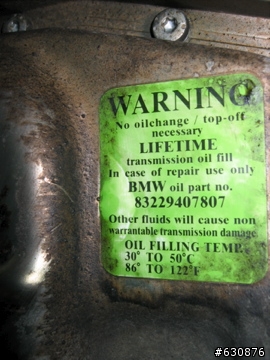 WARNING
No oilchange / top-off
necessary
LIFETIME
transmission oil fill
In case of repair use only
BMW oil part no.
83229407807
Other fluids will cause non
warrantable transmission damage
OIL FILLING TEMP.
30° TO 50°C
86° TO 122°F
#630876